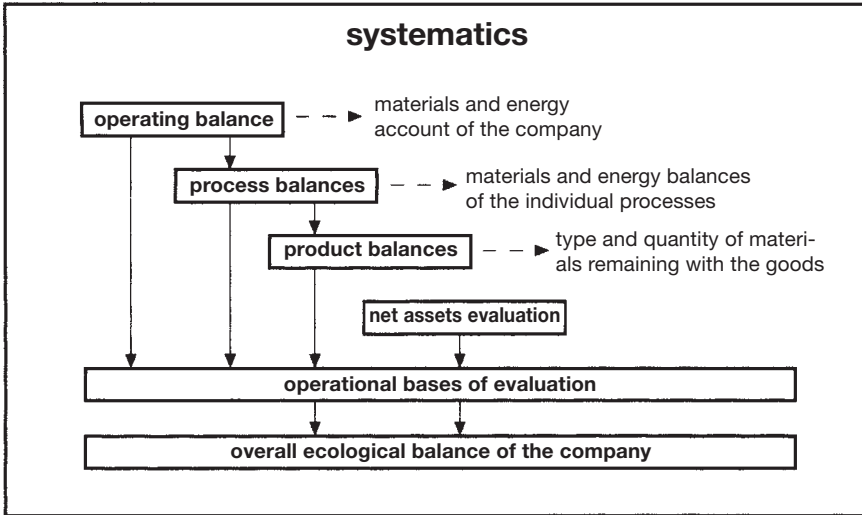 systematics
operating balance
materials and energy
account of the company
process balances
materials and energy balances
of the individual processes
product balances
type and quantity of materi-
als remaining with the goods
net assets evaluation
operational bases of evaluation
overall ecological balance of the company